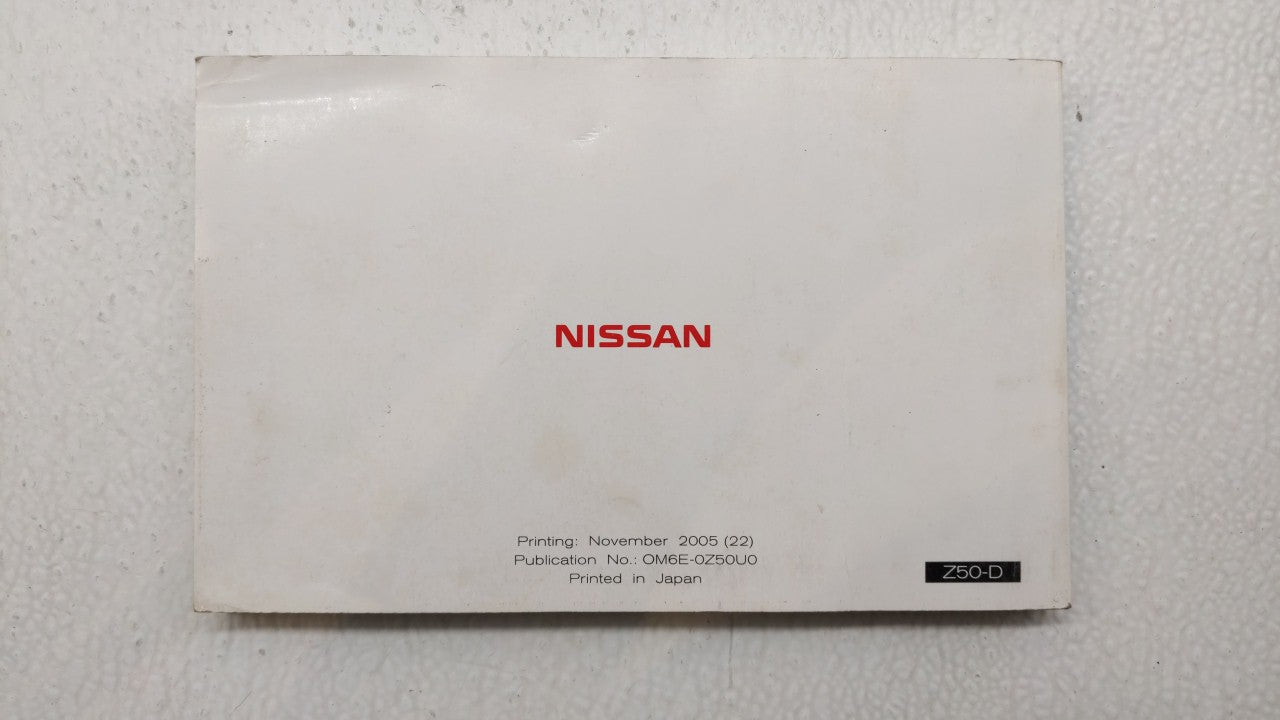 NISSAN
Printing: November 2005 (22)
Publication No.: OM6E-0Z50U0
Printed in Japan
Z50-D